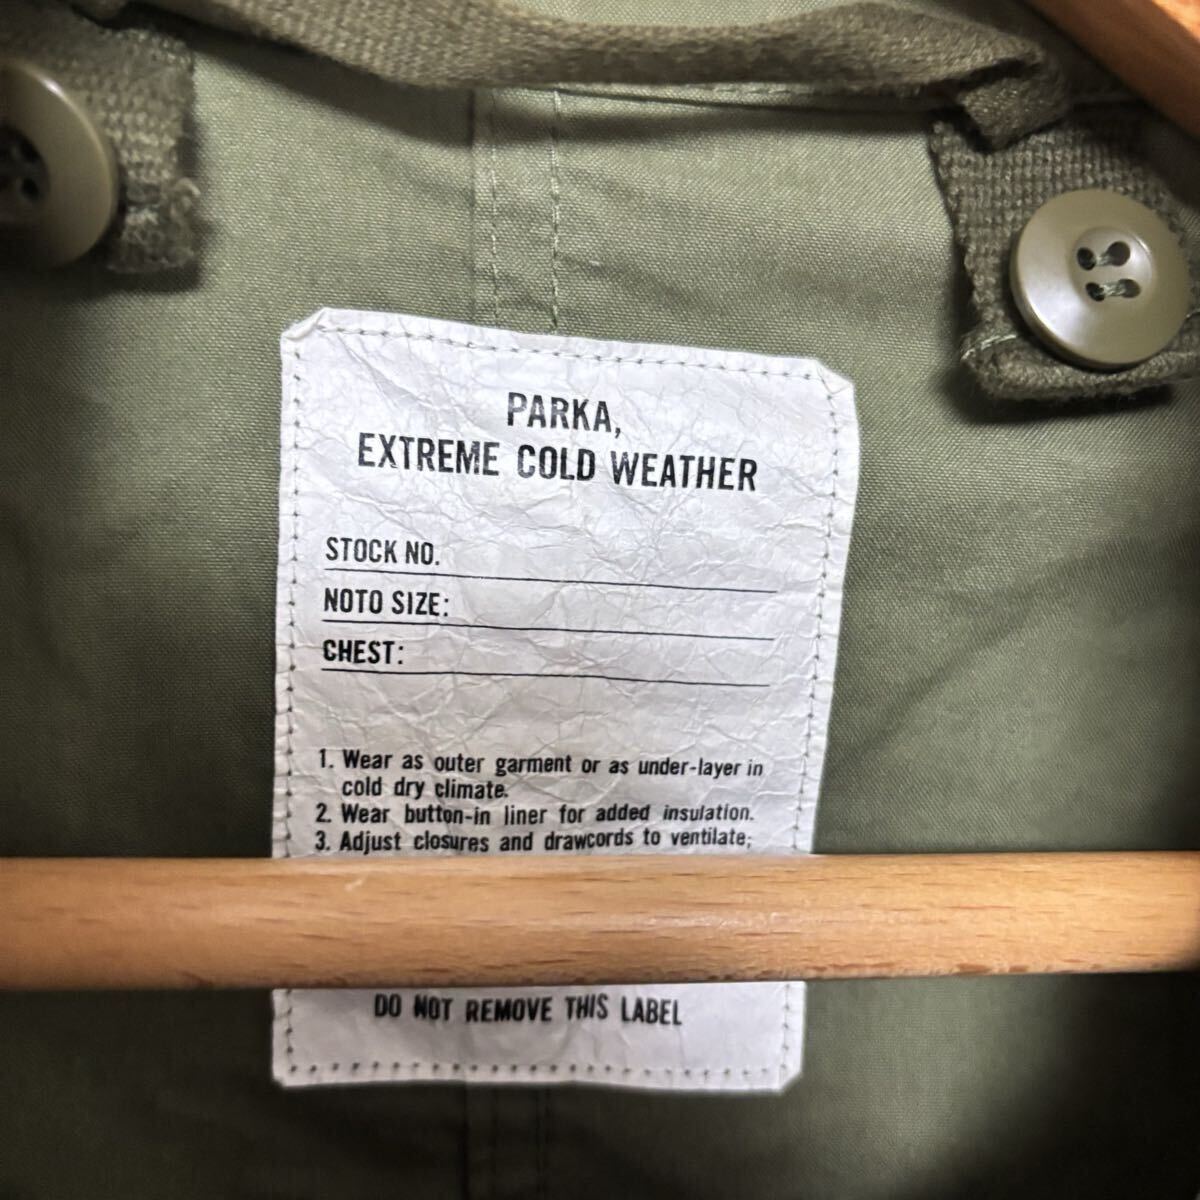 PARKA,
EXTREME COLD WEATHER
STOCK NO.
NOTO SIZE:
CHEST:
1. Wear as outer garment or as under-layer in
cold dry climate.
2. Wear button-in liner for added insulation.
3. Adjust closures and drawcords to ventilate;
DO NOT REMOVE THIS LABEL